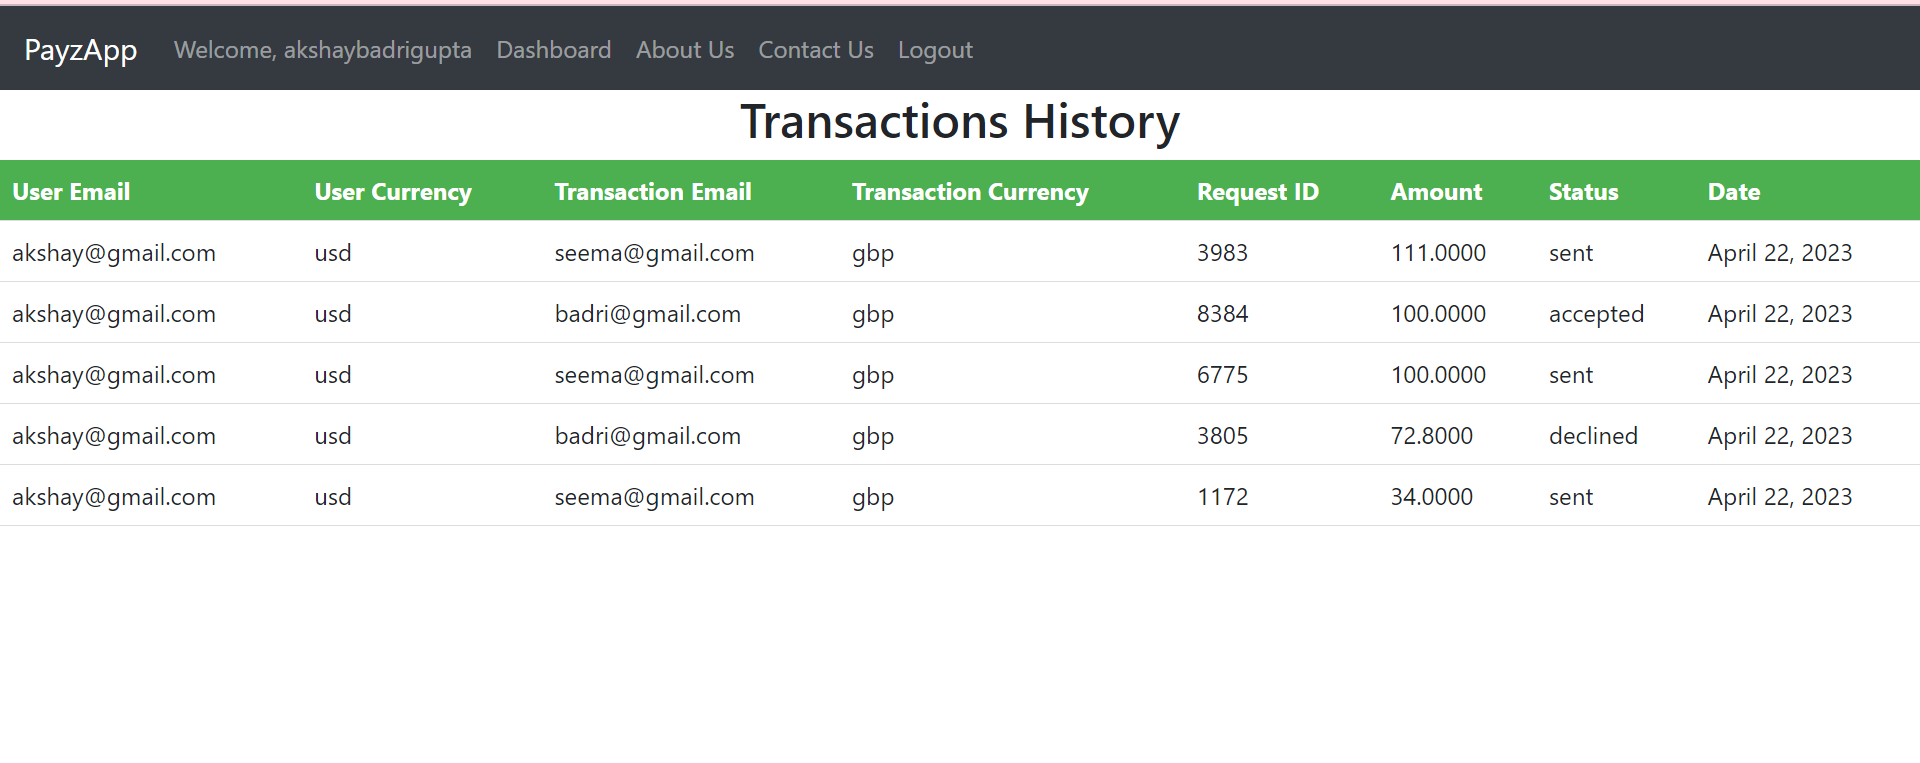 PayzApp Welcome, akshaybadrigupta Dashboard About Us Contact Us Logout
Transactions History
User Email User Currency Transaction Email Transaction Currency Request ID Amount Status Date
akshay@gmail.com usd seema@gmail.com gbp 3983 111.0000 sent April 22, 2023
akshay@gmail.com usd badri@gmail.com gbp 8384 100.0000 accepted April 22, 2023
akshay@gmail.com usd seema@gmail.com gbp 6775 100.0000 sent April 22, 2023
akshay@gmail.com usd badri@gmail.com gbp 3805 72.8000 declined April 22, 2023
akshay@gmail.com usd seema@gmail.com gbp 1172 34.0000 sent April 22, 2023